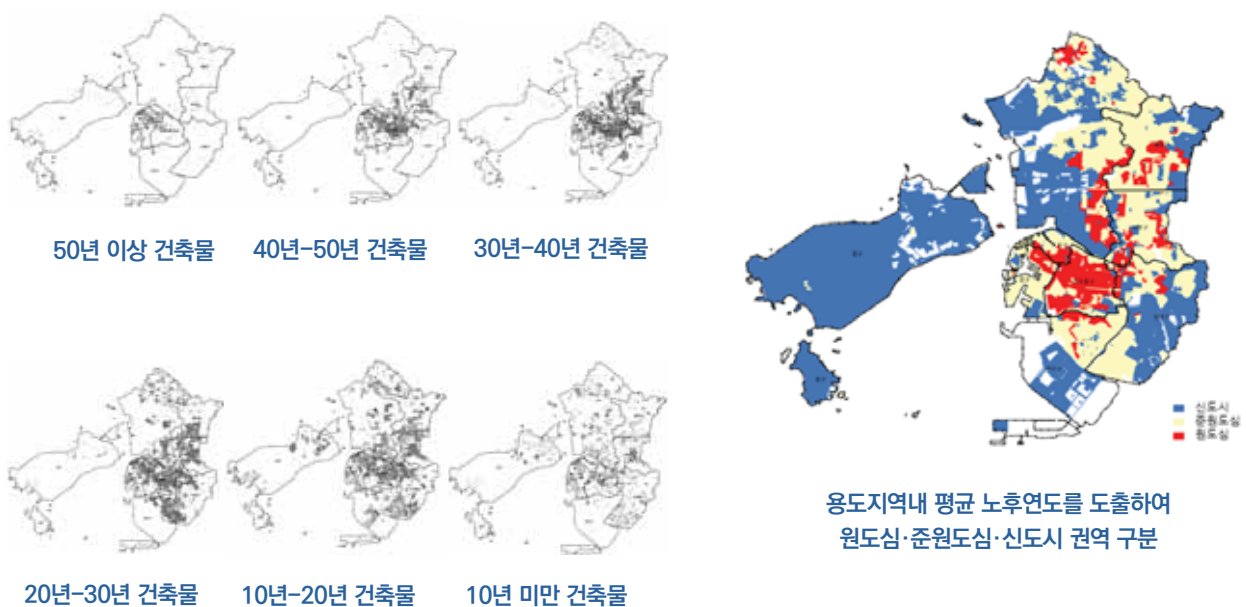 50년 이상 건축물
40년-50년 건축물
30년-40년 건축물
20년-30년 건축물
10년-20년 건축물
10년 미만 건축물
신도시
준원도심
원도심
용도지역내 평균 노후연도를 도출하여
원도심·준원도심·신도시 권역 구분